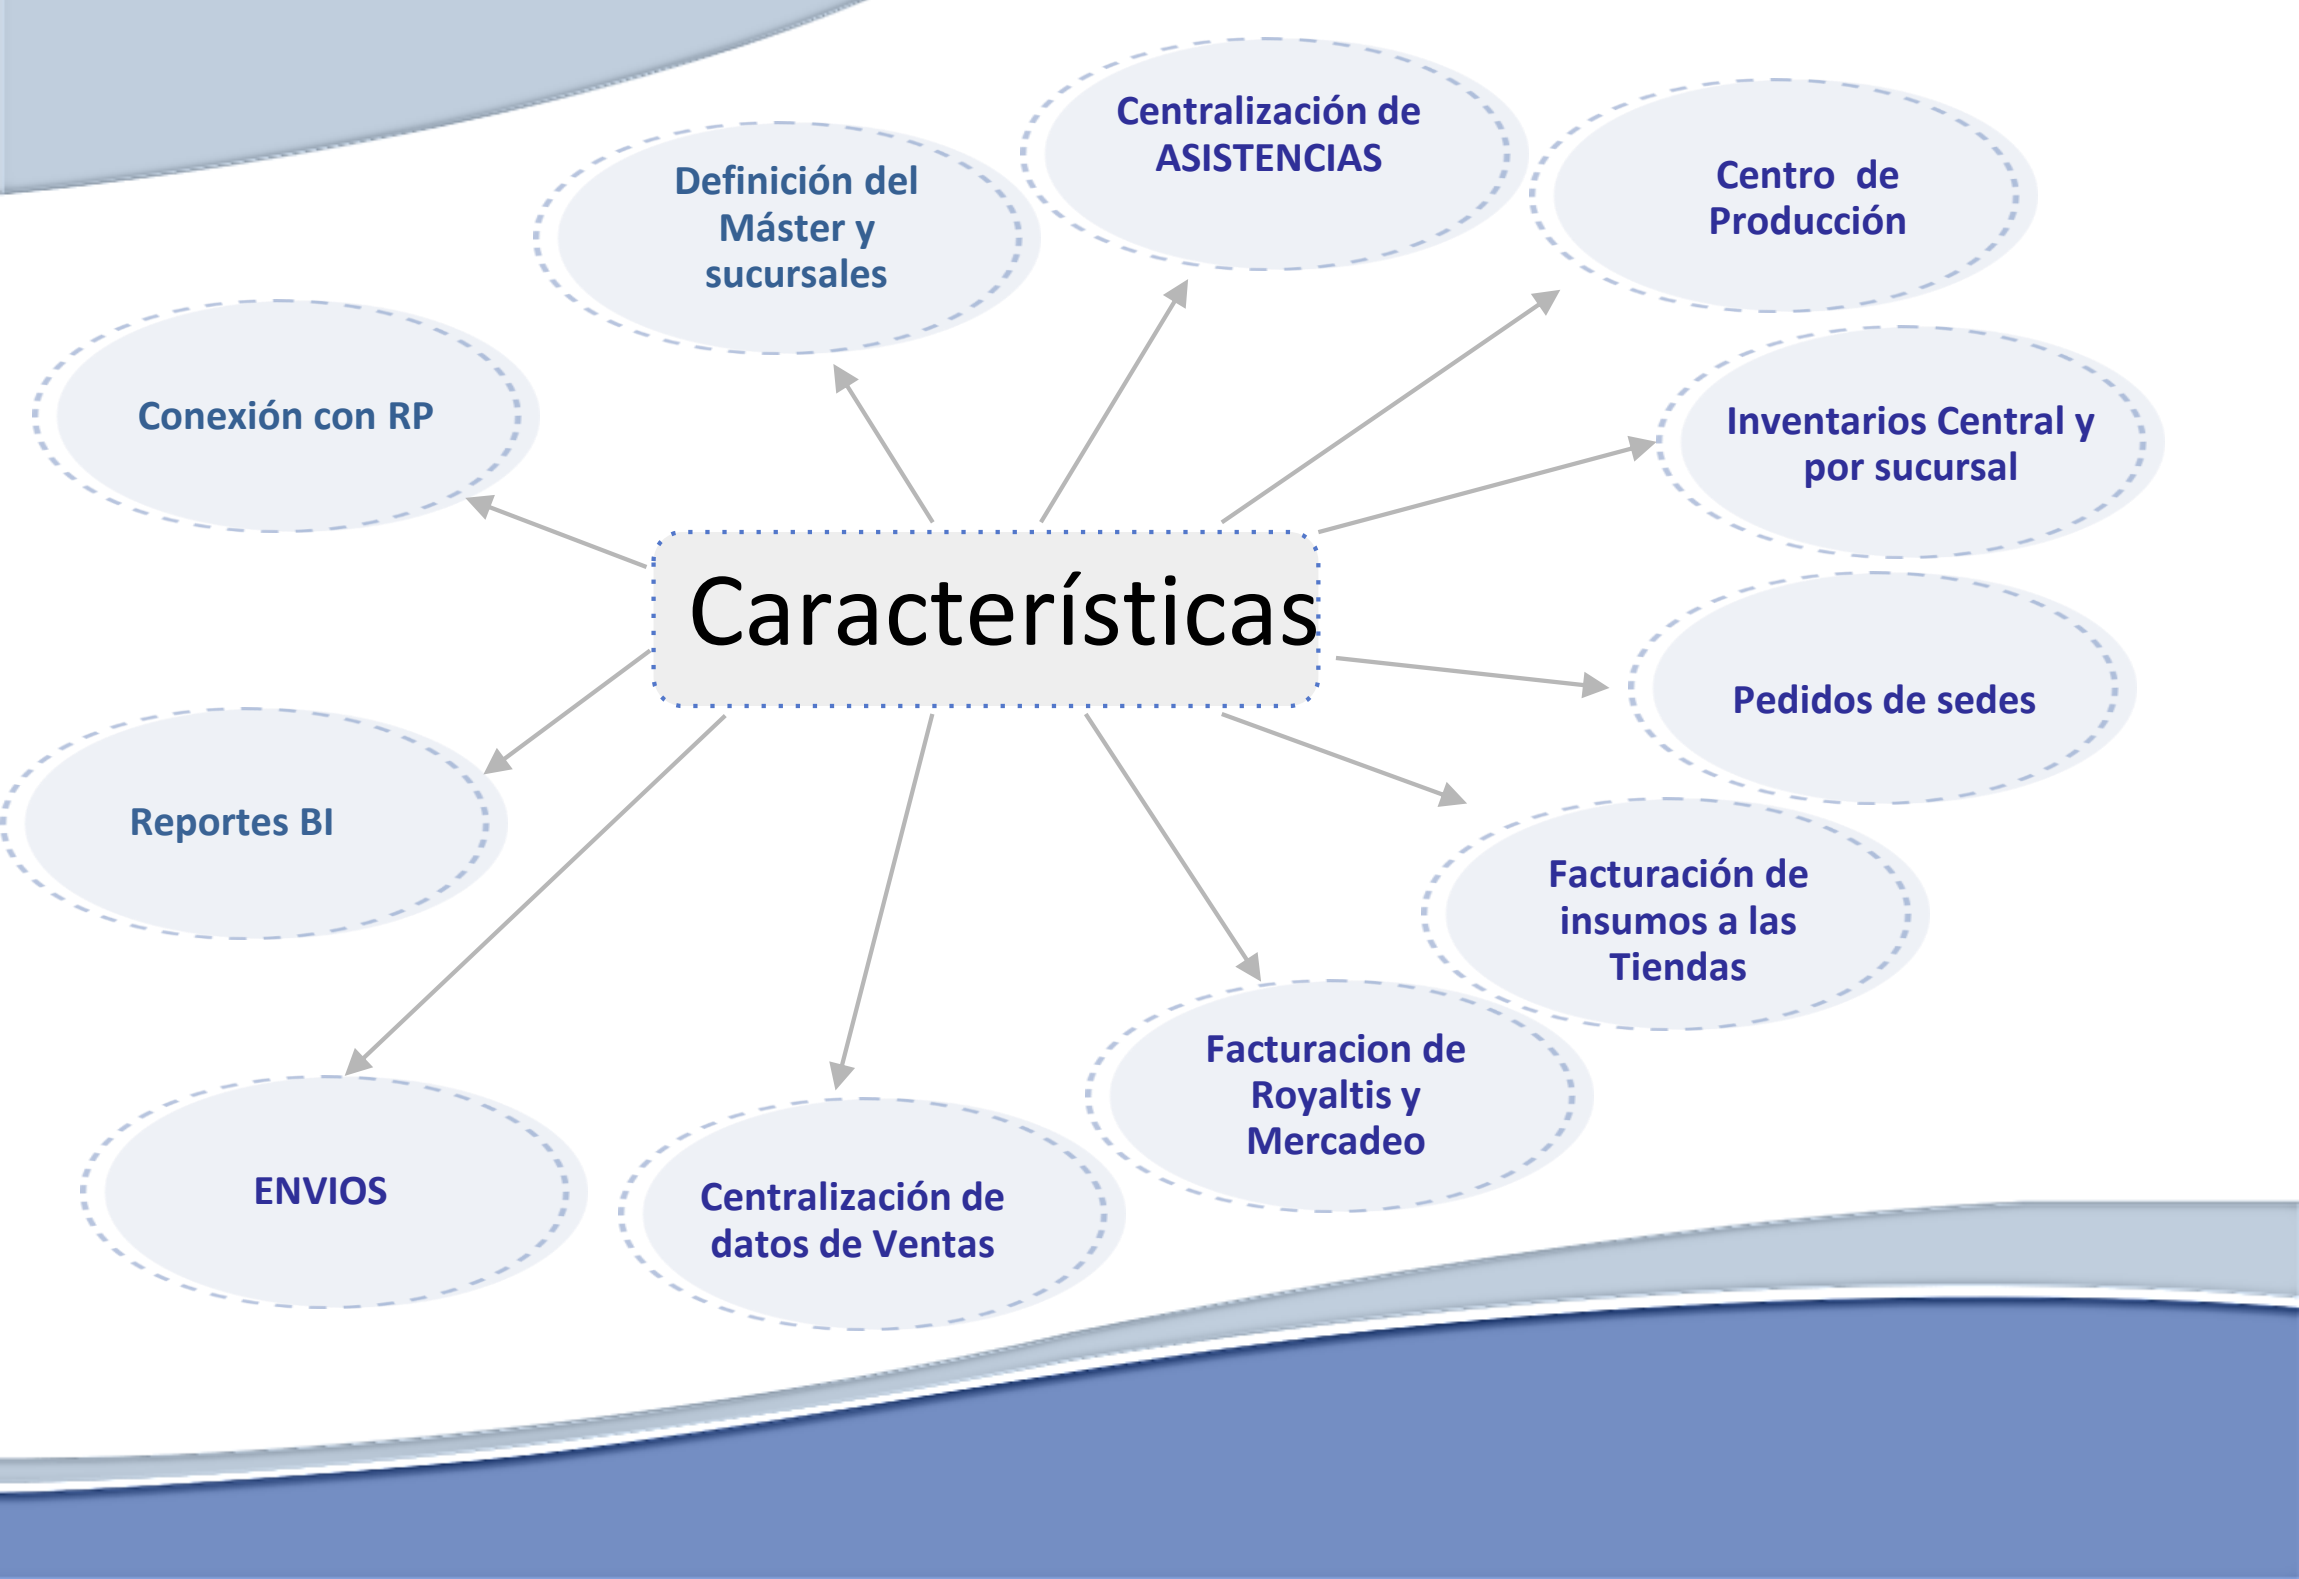 Centralización de
ASISTENCIAS
Centro  de
Producción
Definición del
Máster y
sucursales
Conexión con RP
Inventarios Central y
por sucursal
Características
Pedidos de sedes
Reportes BI
Facturación de
insumos a las
Tiendas
Facturacion de
Royaltis y
Mercadeo
ENVIOS
Centralización de
datos de Ventas